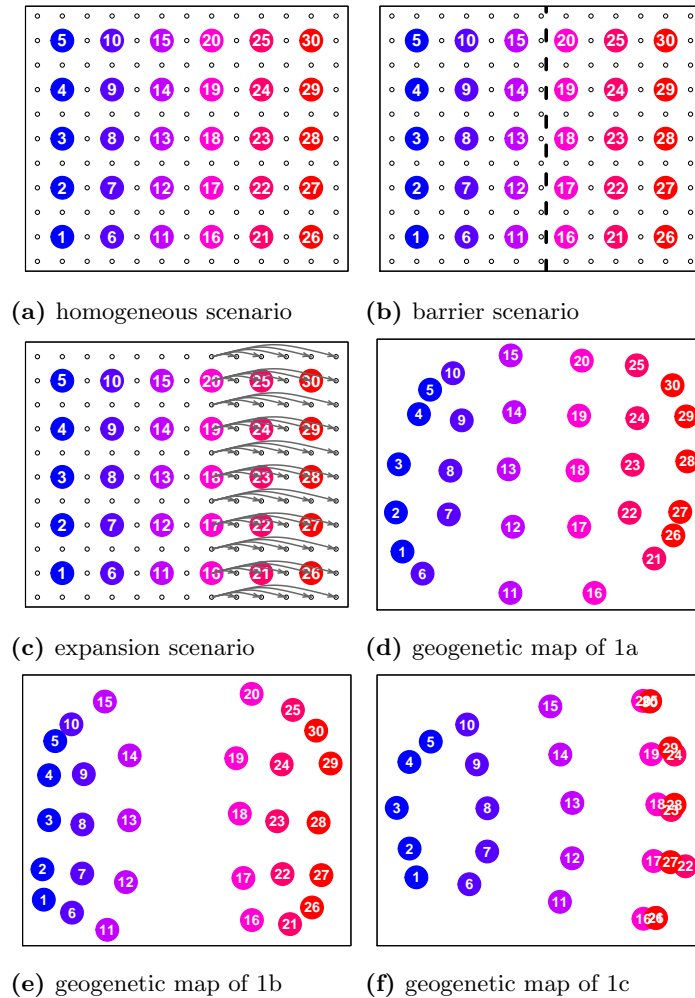 5 10 15 20 25 30
4 9 14 19 24 29
3 8 13 18 23 28
2 7 12 17 22 27
1 6 11 16 21 26
(a) homogeneous scenario
5 10 15 20 25 30
4 9 14 19 24 29
3 8 13 18 23 28
2 7 12 17 22 27
1 6 11 16 21 26
(b) barrier scenario
5 10 15 20 25 30
4 9 14 19 24 29
3 8 13 18 23 28
2 7 12 17 22 27
1 6 11 16 21 26
(c) expansion scenario
5 10 15 20 25 30
4 9 14 19 24 29
3 8 13 18 23 28
2 7 12 17 22 27
1 6 11 16 21 26
(d) geogenetic map of 1a
5 10 15 20 25 30
4 9 14 19 24 29
3 8 13 18 23 28
2 7 12 17 22 27
1 6 11 16 21 26
(e) geogenetic map of 1b
5 10 15
4 9 14 19 24 29
3 8 13 18 23 28
2 7 12 17 22 27
1 6 11 16
(f) geogenetic map of 1c